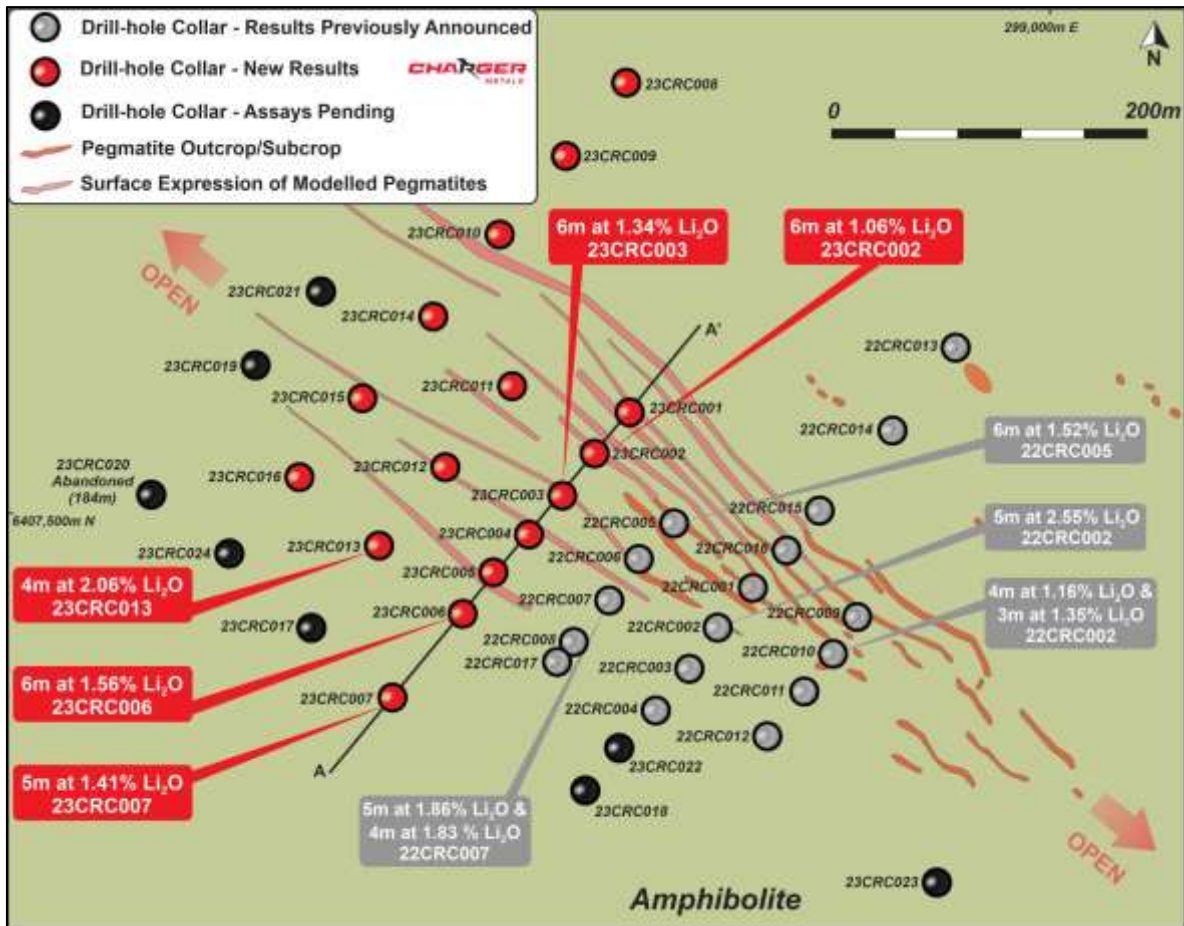 Drill-hole Collar - Results Previously Announced
Drill-hole Collar - New Results
CHARGER
METALS
Drill-hole Collar - Assays Pending
Pegmatite Outcrop/Subcrop
Surface Expression of Modelled Pegmatites
299,000m E
N
0 200m
23CRC008
23CRC009
6m at 1.34% Li₂O
23CRC003
6m at 1.06% Li₂O
23CRC002
23CRC010
OPEN
23CRC021
23CRC014
A'
22CRC013
23CRC019
23CRC011
23CRC015
23CRC001
22CRC014
6m at 1.52% Li₂O
22CRC005
23CRC002
23CRC020
Abandoned
(184m)
23CRC012
23CRC016
23CRC003
6407,500m N
22CRC005
22CRC015
5m at 2.55% Li₂O
22CRC002
23CRC004
23CRC013
23CRC024
22CRC006
22CRC016
4m at 2.06% Li₂O
23CRC013
23CRC005
22CRC001
4m at 1.16% Li₂O &
3m at 1.35% Li₂O
22CRC002
22CRC007
23CRC006
22CRC009
23CRC017
22CRC002
22CRC008
22CRC010
22CRC017
22CRC003
6m at 1.56% Li₂O
23CRC006
23CRC007
22CRC011
22CRC004
22CRC012
A
23CRC022
5m at 1.41% Li₂O
23CRC007
23CRC018
5m at 1.86% Li₂O &
4m at 1.83 % Li₂O
22CRC007
OPEN
23CRC023
Amphibolite